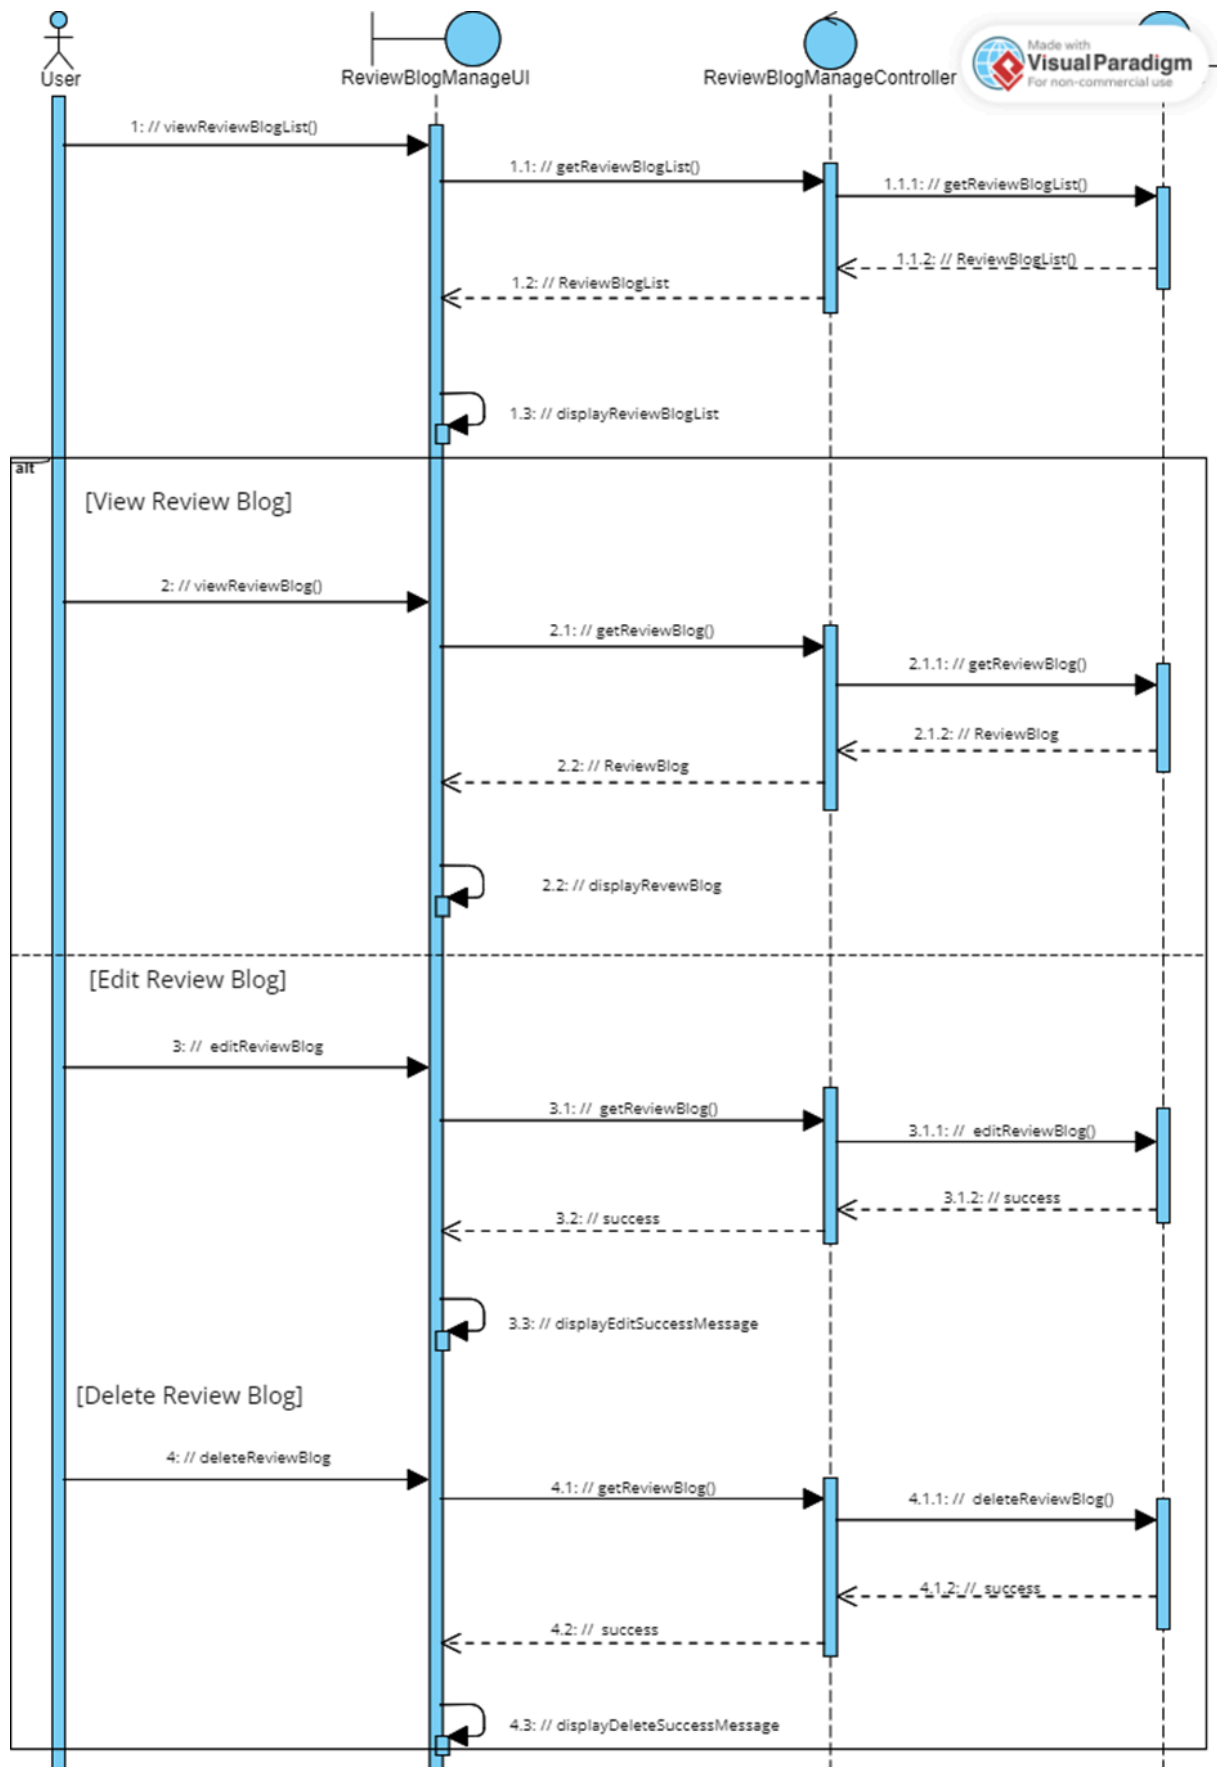 User
ReviewBlogManageUI
ReviewBlogManageController
Made with
Visual Paradigm
For non-commercial use
1: // viewReviewBlogList()
1.1: // getReviewBlogList()
1.1.1: // getReviewBlogList()
1.1.2: // ReviewBlogList()
1.2: // ReviewBlogList
1.3: // displayReviewBlogList
alt
[View Review Blog]
2: // viewReviewBlog()
2.1: // getReviewBlog()
2.1.1: // getReviewBlog()
2.1.2: // ReviewBlog
2.2: // ReviewBlog
2.2: // displayRevewBlog
[Edit Review Blog]
3: // editReviewBlog
3.1: // getReviewBlog()
3.1.1: // editReviewBlog()
3.1.2: // success
3.2: // success
3.3: // displayEditSuccessMessage
[Delete Review Blog]
4: // deleteReviewBlog
4.1: // getReviewBlog()
4.1.1: // deleteReviewBlog()
4.1.2: // success
4.2: // success
4.3: // displayDeleteSuccessMessage